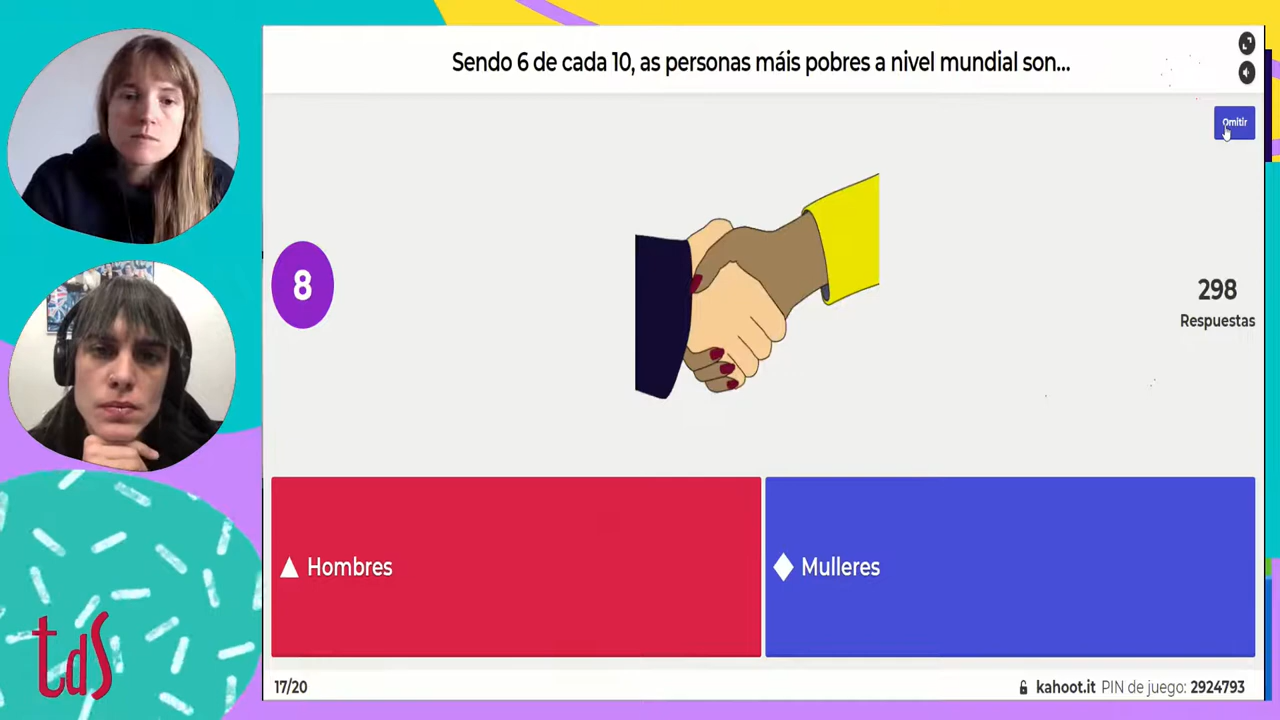 Sendo 6 de cada 10, as personas máis pobres a nivel mundial son...
Omitir
8
298
Respuestas
Hombres
Mulleres
17/20
kahoot.it PIN de juego: 2924793
tds